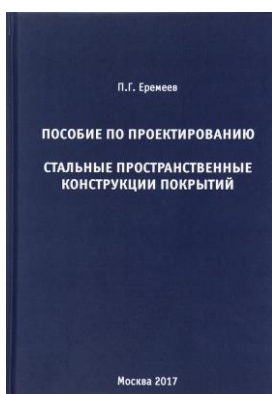 П.Г. Еремеев
ПОСОБИЕ ПО ПРОЕКТИРОВАНИЮ
СТАЛЬНЫЕ ПРОСТРАНСТВЕННЫЕ
КОНСТРУКЦИИ ПОКРЫТИЙ
Москва 2017